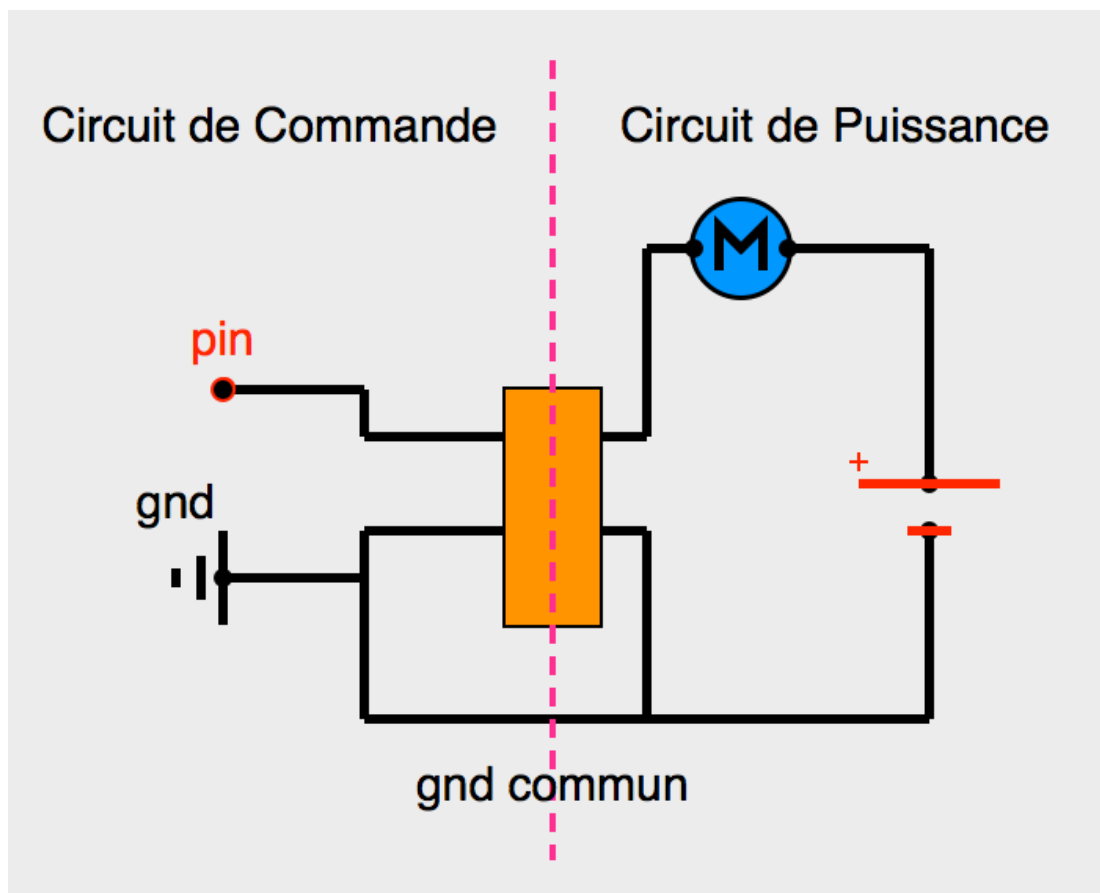 Circuit de Commande
Circuit de Puissance
M
pin
+
gnd
gnd commun